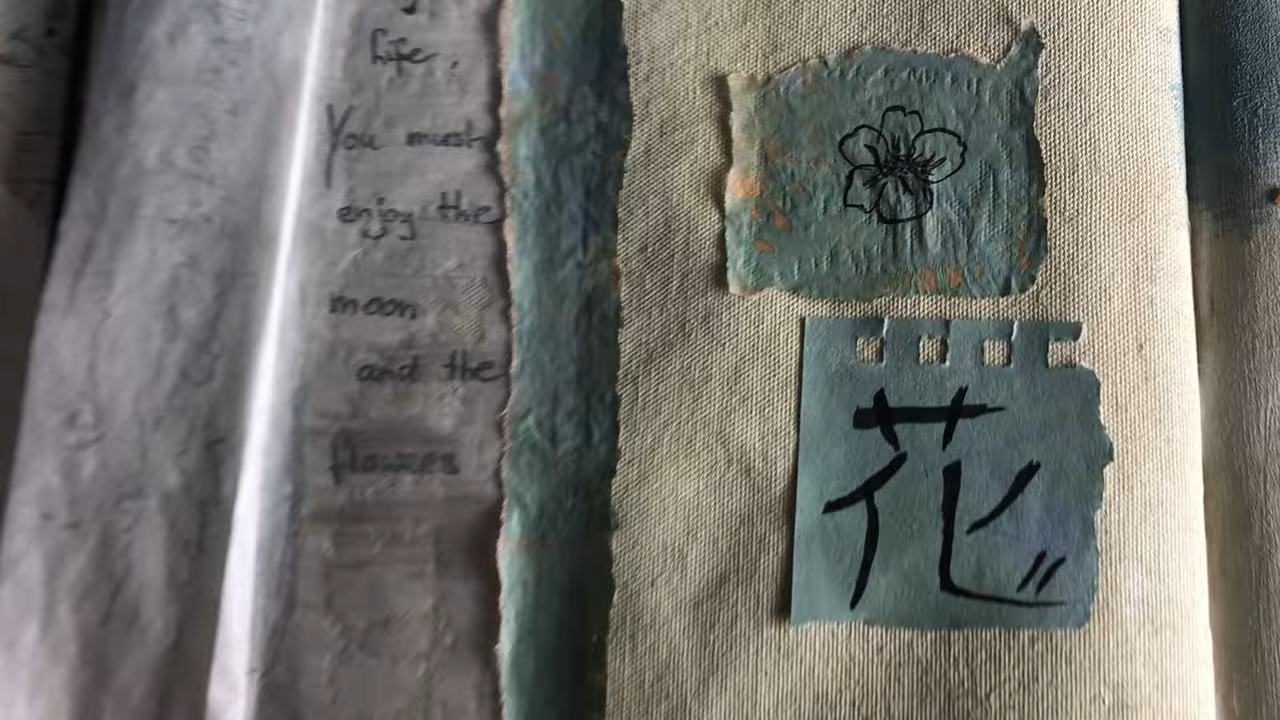 Life.
You must
enjoy the
moon
and the
flowers
花